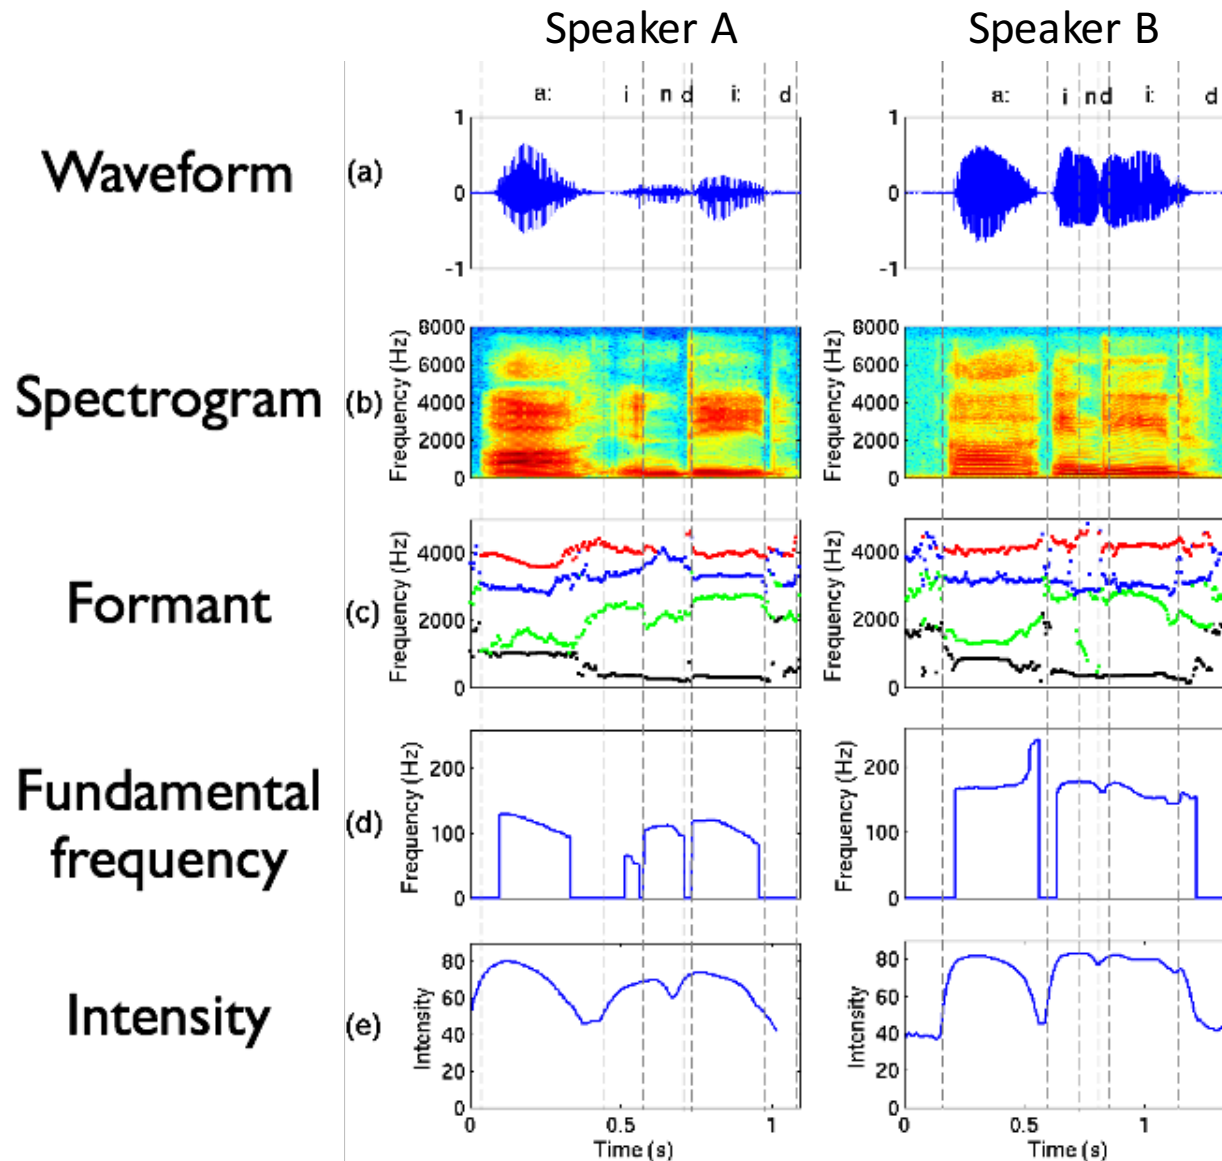 Speaker A Speaker B
a: i n d i: d a: i n d i: d
Waveform (a) 1 0 -1 1 0 -1
Spectrogram (b) Frequency (Hz) 8000 6000 4000 2000 0 Frequency (Hz) 8000 6000 4000 2000 0
Formant (c) Frequency (Hz) 4000 2000 0 Frequency (Hz) 4000 2000 0
Fundamental
frequency (d) Frequency (Hz) 200 100 0 Frequency (Hz) 200 100 0
Intensity (e) Intensity 80 60 40 20 0 Intensity 80 60 40 20 0
0 0.5 1 0 0.5 1
Time (s) Time (s)